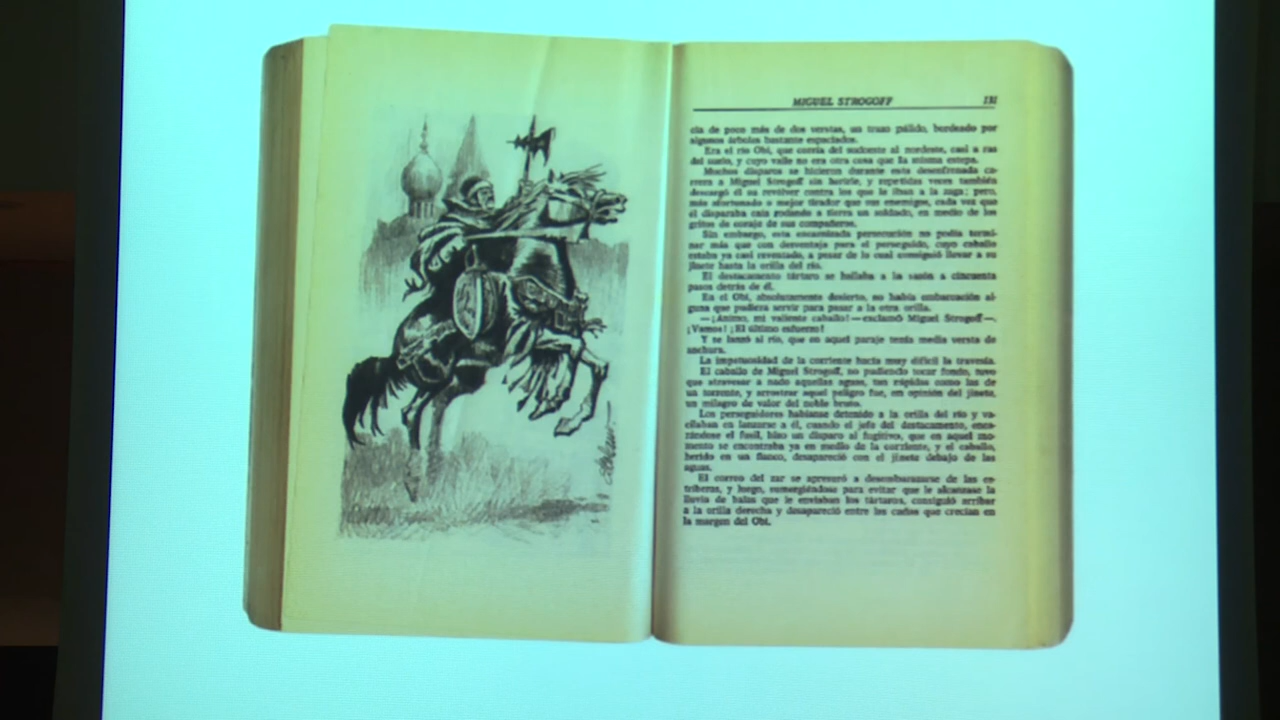 MIGUEL STROGOFF 131
cia de poco más de dos verstas, un trazo pálido, bordeado por
algunos árboles bastante espaciados.
Era el río Obi, que corría del sudoeste al nordeste, casi a ras
del suelo, y cuyo valle no era otra cosa que la misma estepa.
Muchos disparos se hicieron durante esta desenfrenada ca-
rrera a Miguel Strogoff sin herirle, y repetidas veces también
descargó él su revólver contra los que le iban a la zaga; pero,
más afortunado o mejor tirador que sus enemigos, cada vez que
él disparaba caía rodando a tierra un soldado, en medio de los
gritos de coraje de sus compañeros.
Sin embargo, esta encarnizada persecución no podía termi-
nar más que con desventaja para el perseguido, cuyo caballo
estaba ya casi reventado, a pesar de lo cual consiguió llevar a su
jinete hasta la orilla del río.
El destacamento tártaro se hallaba a la sazón a cincuenta
pasos detrás de él.
En el Obi, absolutamente desierto, no había embarcación al-
guna que pudiera servir para pasar a la otra orilla.
—¡Animo, mi valiente caballo! —exclamó Miguel Strogoff—.
¡Vamos! ¡El último esfuerzo!
Y se lanzó al río, que en aquel paraje tenía media versta de
anchura.
La impetuosidad de la corriente hacía muy difícil la travesía.
El caballo de Miguel Strogoff, no pudiendo tocar fondo, tuvo
que atravesar a nado aquellas aguas, tan rápidas como las de
un torrente, y arrostrar aquel peligro fue, en opinión del jinete,
un milagro de valor del noble bruto.
Los perseguidores habíanse detenido a la orilla del río y va-
cilaban en lanzarse a él, cuando el jefe del destacamento, enca-
rándose el fusil, hizo un disparo al fugitivo, que en aquel mo-
mento se encontraba ya en medio de la corriente, y el caballo,
herido en un flanco, desapareció con el jinete debajo de las
aguas.
El correo del zar se apresuró a desembarazarse de los es-
triberas, y luego, sumergiéndose para evitar que le alcanzase la
lluvia de balas que le enviaban los tártaros, consiguió arribar
a la orilla derecha y desapareció entre las cañas que crecían en
la margen del Obi.